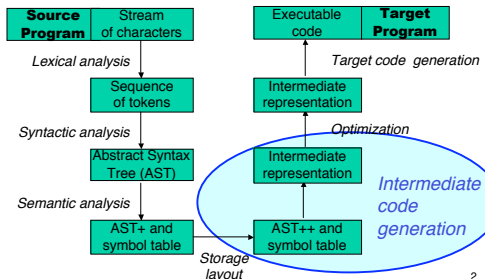 Source
Program
Stream
of characters
Lexical analysis
Sequence
of tokens
Syntactic analysis
Abstract Syntax
Tree (AST)
Semantic analysis
AST+ and
symbol table
Storage
layout
AST++ and
symbol table
Intermediate
representation
Optimization
Intermediate
representation
Target code generation
Executable
code
Target
Program
Intermediate
code
generation
2